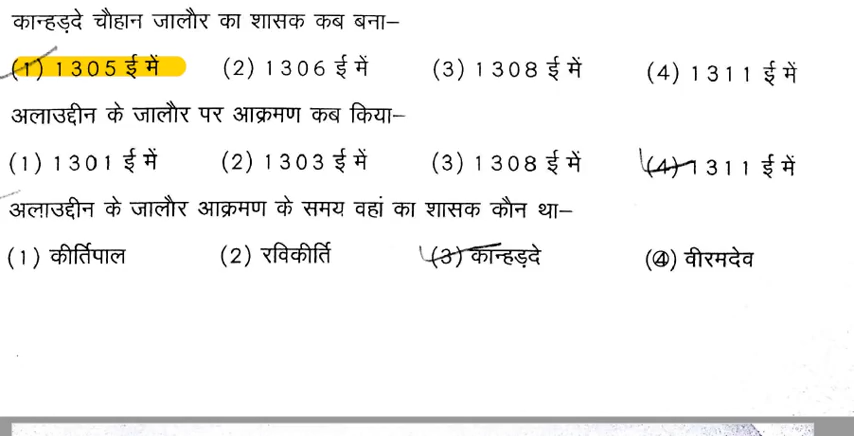 कान्हड़दे चौहान जालौर का शासक कब बना–
(1) 1305 ई में (2) 1306 ई में (3) 1308 ई में (4) 1311 ई में
अलाउद्दीन के जालौर पर आक्रमण कब किया–
(1) 1301 ई में (2) 1303 ई में (3) 1308 ई में (4) 1311 ई में
अलाउद्दीन के जालौर आक्रमण के समय वहां का शासक कौन था–
(1) कीर्तिपाल (2) रविकीर्ति (3) कान्हड़दे (4) वीरमदेव